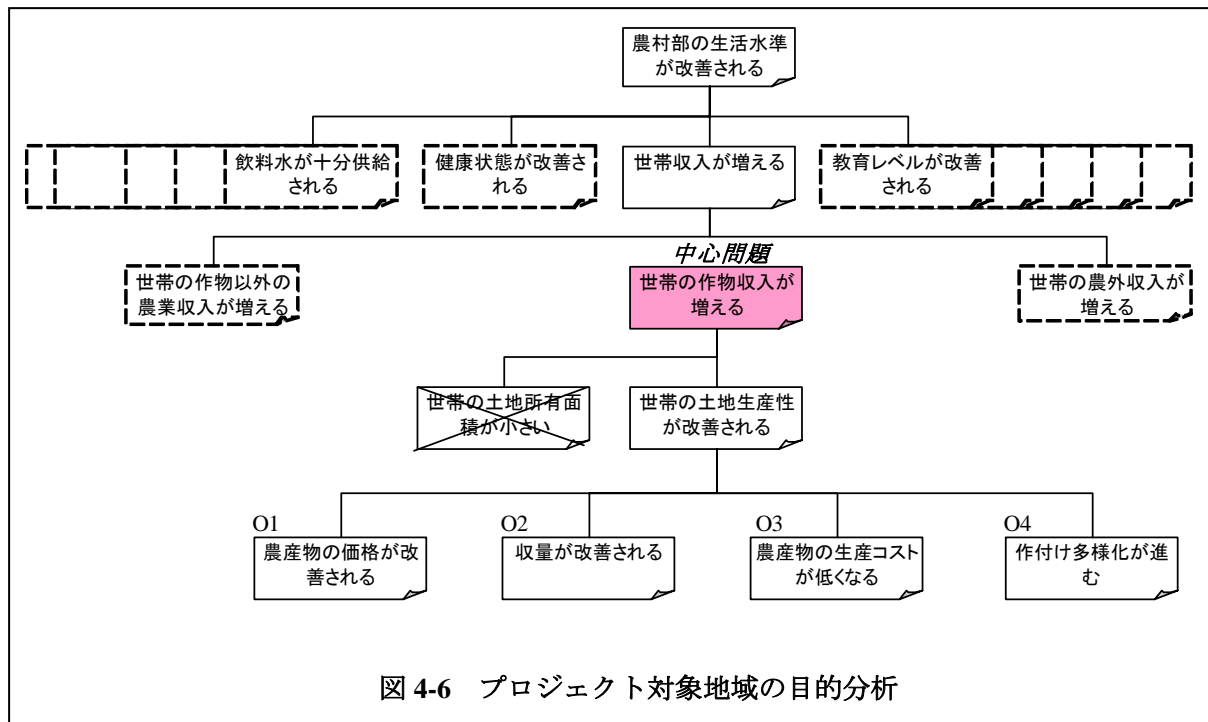 農村部の生活水準
が改善される
飲料水が十分供給
される
健康状態が改善さ
れる
世帯収入が増える
教育レベルが改善
される
中心問題
世帯の作物以外の
農業収入が増える
世帯の作物収入が
増える
世帯の農外収入が
増える
世帯の土地所有面
積が小さい
世帯の土地生産性
が改善される
O1
農産物の価格が改
善される
O2
収量が改善される
O3
農産物の生産コスト
が低くなる
O4
作付け多様化が進
む
図 4-6 プロジェクト対象地域の目的分析